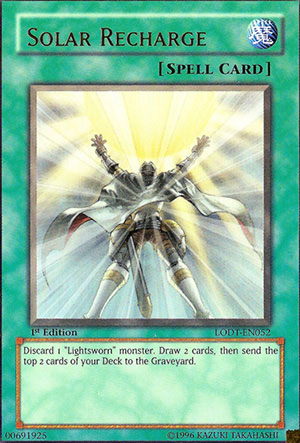 SOLAR RECHARGE
魔
[SPELL CARD]
1st Edition
LODT-EN052
Discard 1 "Lightsworn" monster. Draw 2 cards, then send the
top 2 cards of your Deck to the Graveyard.
00691925
©1996 KAZUKI TAKAHASHI